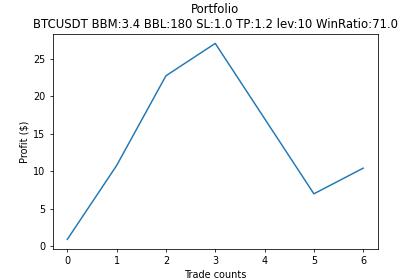 Portfolio
BTCUSDT BBM:3.4 BBL:180 SL:1.0 TP:1.2 lev:10 WinRatio:71.0
25
20
15
10
5
0
Profit ($)
0 1 2 3 4 5 6
Trade counts